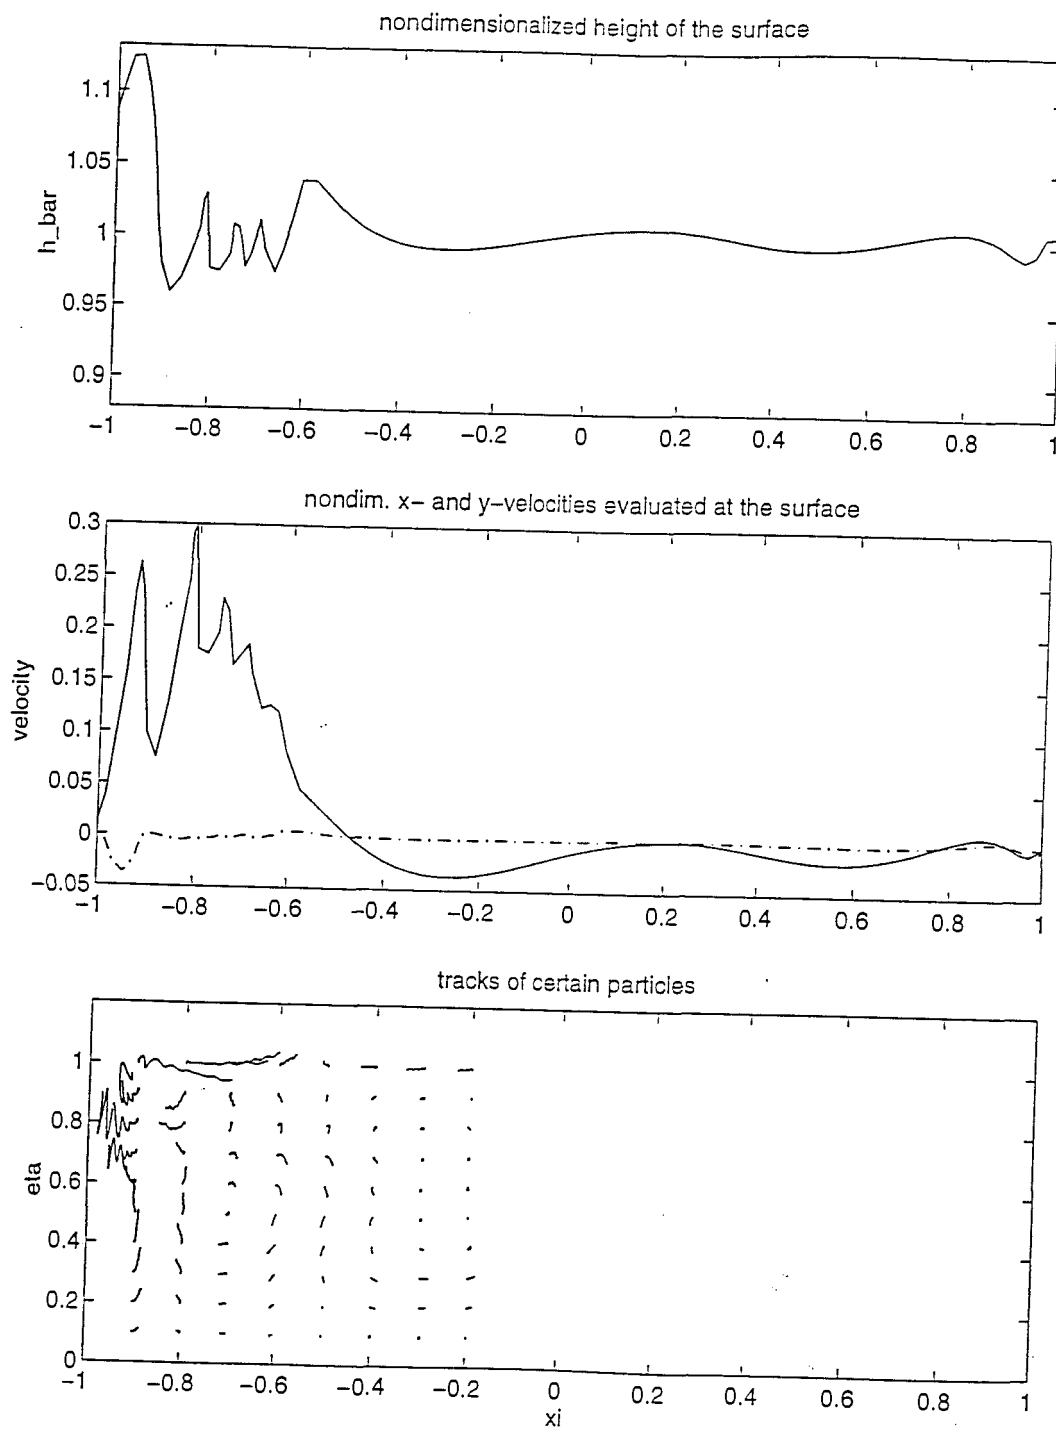 nondimensionalized height of the surface
1.1
1.05
1
0.95
0.9
h_bar
−1 −0.8 −0.6 −0.4 −0.2 0 0.2 0.4 0.6 0.8 1
nondim. x− and y−velocities evaluated at the surface
0.3
0.25
0.2
0.15
0.1
0.05
0
−0.05
velocity
−1 −0.8 −0.6 −0.4 −0.2 0 0.2 0.4 0.6 0.8 1
tracks of certain particles
1
0.8
0.6
0.4
0.2
0
eta
−1 −0.8 −0.6 −0.4 −0.2 0 0.2 0.4 0.6 0.8 1
xi